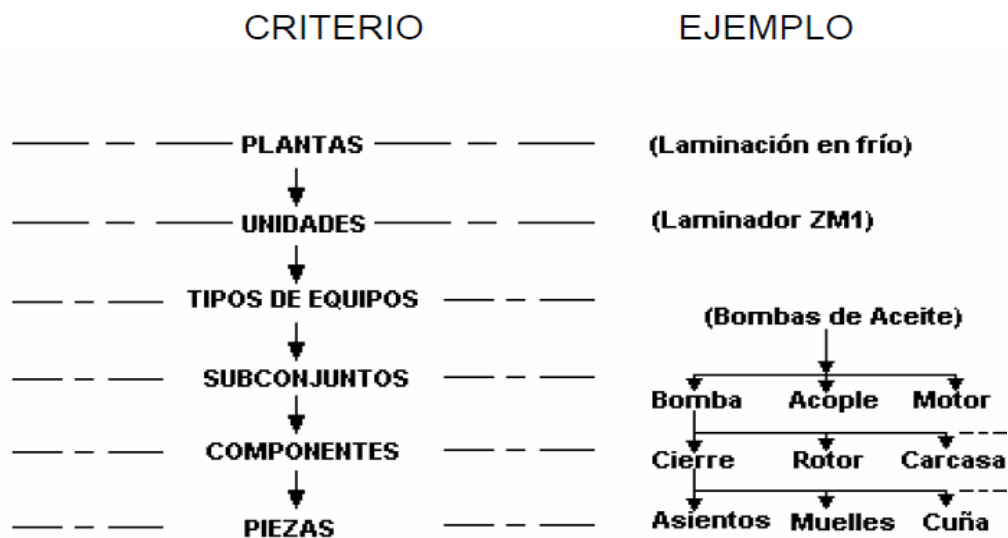 CRITERIO EJEMPLO
PLANTAS (Laminación en frío)
UNIDADES (Laminador ZM1)
TIPOS DE EQUIPOS
(Bombas de Aceite)
SUBCONJUNTOS
Bomba Acople Motor
COMPONENTES
Cierre Rotor Carcasa
PIEZAS
Asientos Muelles Cuña